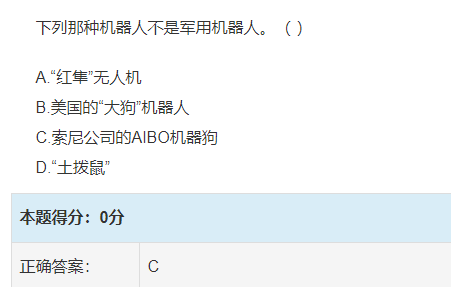 下列那种机器人不是军用机器人。（ ）
A.“红隼”无人机
B.美国的“大狗”机器人
C.索尼公司的AIBO机器狗
D.“土拨鼠”
本题得分：0分
正确答案：
C